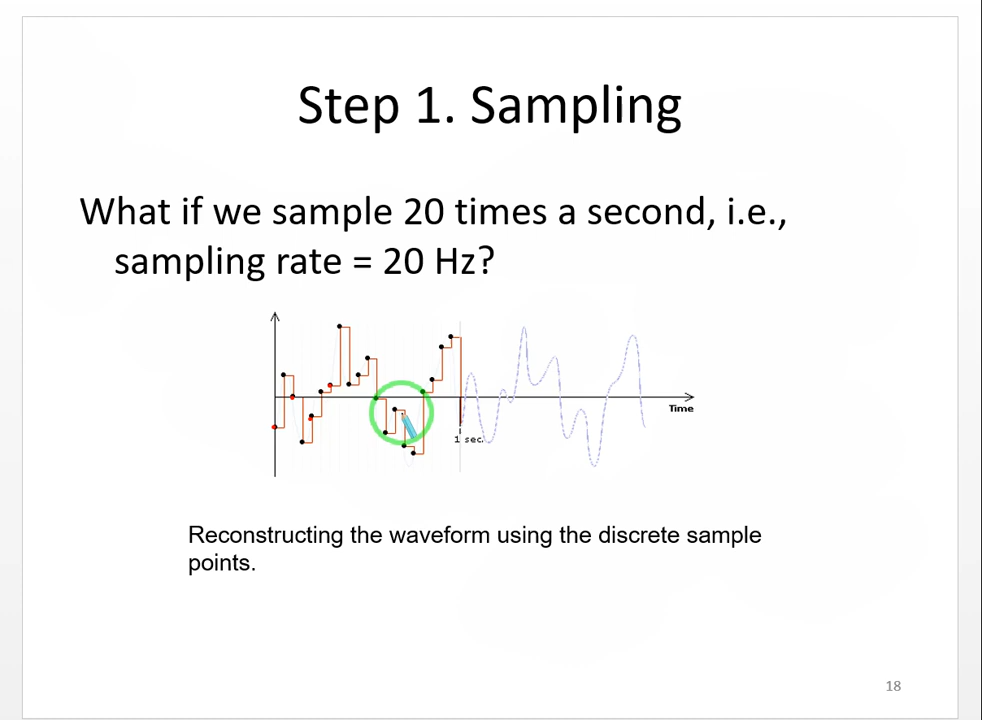 Step 1. Sampling
What if we sample 20 times a second, i.e.,
sampling rate = 20 Hz?
Time
1 sec.
Reconstructing the waveform using the discrete sample
points.
18